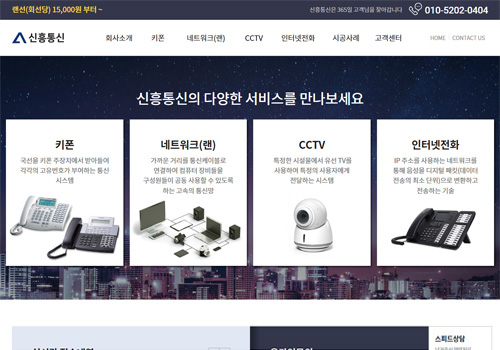 랜선(회선당) 15,000원 부터 ~
신흥통신은 365일 고객님을 찾아갑니다 010-5202-0404
신흥통신 회사소개 키폰 네트워크(랜) CCTV 인터넷전화 시공사례 고객센터 HOME CONTACT US
신흥통신의 다양한 서비스를 만나보세요
키폰
국선을 키폰 주장치에서 받아들여
각각의 고유번호가 부여하는 통신
시스템
네트워크(랜)
가까운 거리를 통신케이블로
연결하여 컴퓨터 장비들을
구성원들이 공동 사용할 수 있도록
하는 고속의 통신망
CCTV
특정한 시설물에서 유선 TV를
사용하여 특정의 사용자에게
전달하는 시스템
인터넷전화
IP 주소를 사용하는 네트워크를
통해 음성을 디지털 패킷(데이터
전송의 최소 단위)으로 변환하고
전송하는 기술
스피드상담